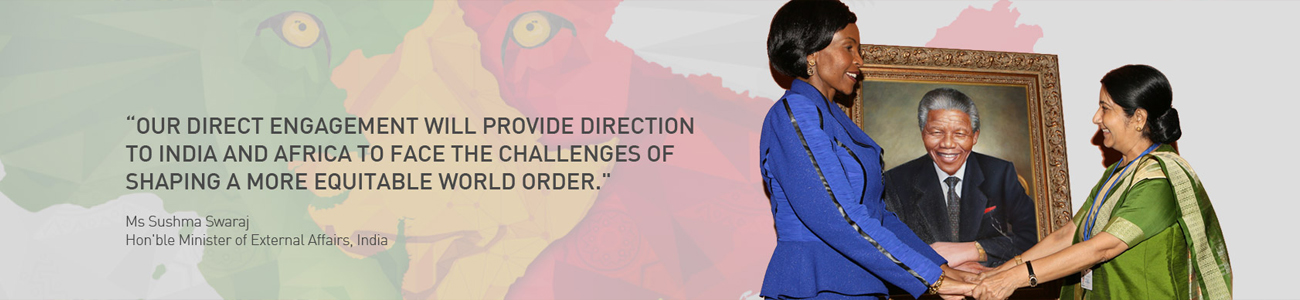 “OUR DIRECT ENGAGEMENT WILL PROVIDE DIRECTION
TO INDIA AND AFRICA TO FACE THE CHALLENGES OF
SHAPING A MORE EQUITABLE WORLD ORDER."
Ms Sushma Swaraj
Hon'ble Minister of External Affairs, India